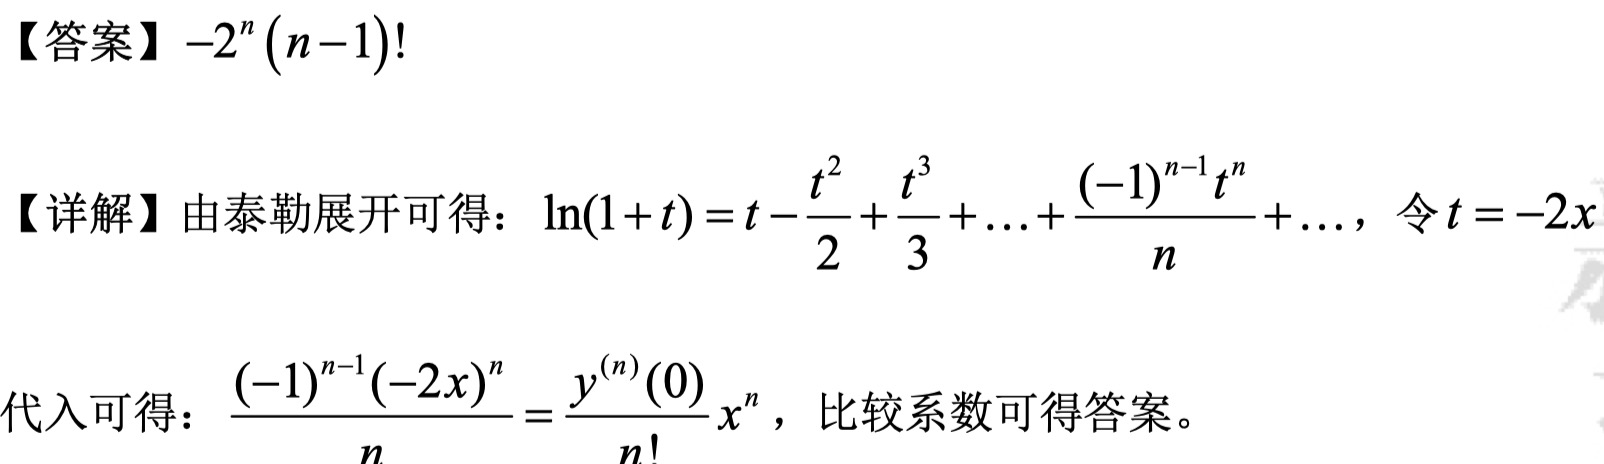 【答案】$-2^{n}(n-1)!$
【详解】由泰勒展开可得：$\ln(1+t)=t-\frac{t^{2}}{2}+\frac{t^{3}}{3}+\ldots+\frac{(-1)^{n-1}t^{n}}{n}+\ldots$，令$t=-2x$
代入可得：$\frac{(-1)^{n-1}(-2x)^{n}}{n}=\frac{y^{(n)}(0)}{n!}x^{n}$，比较系数可得答案。